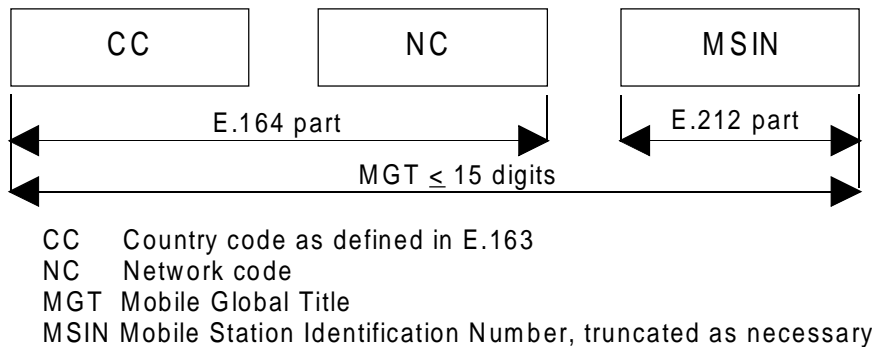 CC NC MSIN
E.164 part E.212 part
MGT ≤ 15 digits
CC Country code as defined in E.163
NC Network code
MGT Mobile Global Title
MSIN Mobile Station Identification Number, truncated as necessary